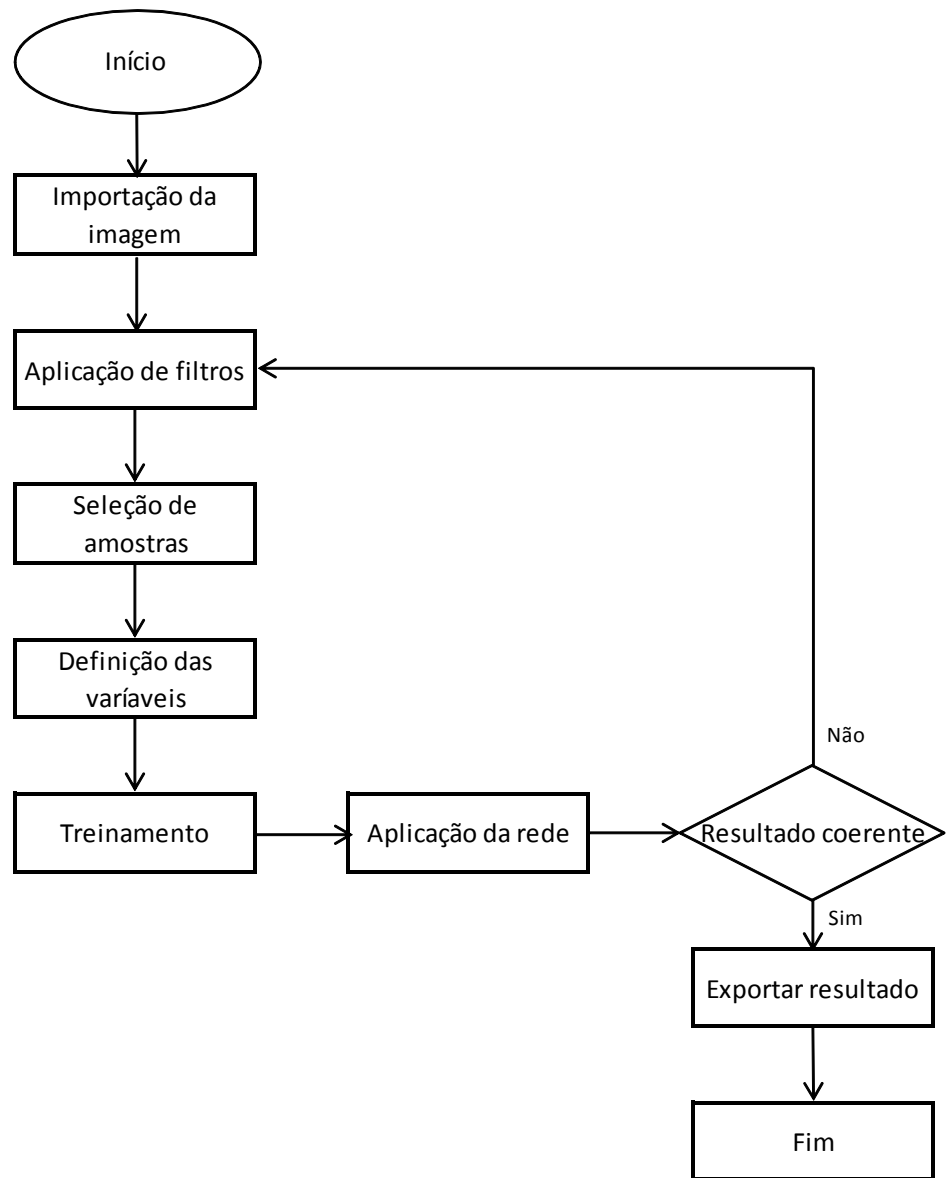 Início
Importação da
imagem
Aplicação de filtros
Seleção de
amostras
Definição das
varíaveis
Treinamento
Aplicação da rede
Resultado coerente
Não
Sim
Exportar resultado
Fim